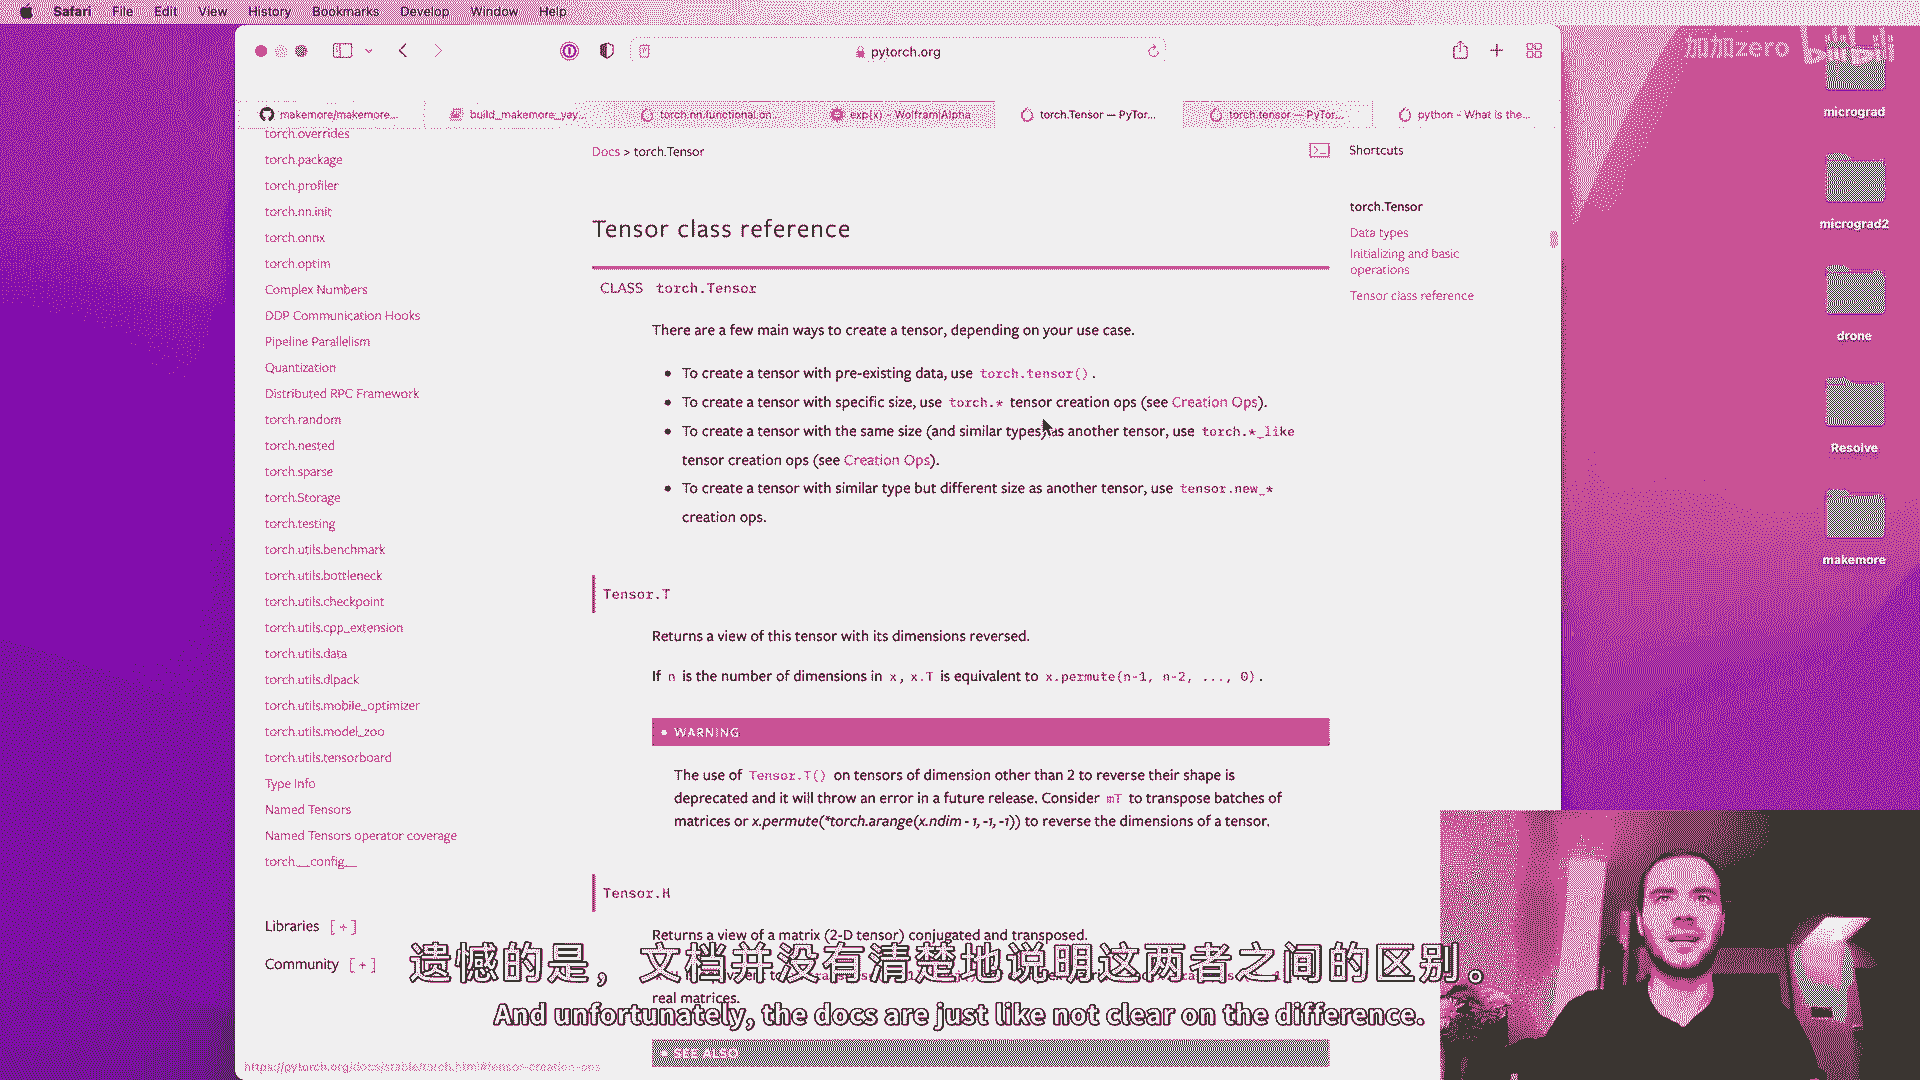 Safari File Edit View History Bookmarks Develop Window Help
pytorch.org
加加zero bilibili
makemore/makemore...
build_makemore_yay...
torch.nn.functional.on...
exp(x) - Wolfram|Alpha
torch.Tensor — PyTor...
torch.tensor — PyTor...
python - What is the...
torch.overrides
torch.package
torch.profiler
torch.nn.init
torch.onnx
torch.optim
Complex Numbers
DDP Communication Hooks
Pipeline Parallelism
Quantization
Distributed RPC Framework
torch.random
torch.nested
torch.sparse
torch.Storage
torch.testing
torch.utils.benchmark
torch.utils.bottleneck
torch.utils.checkpoint
torch.utils.cpp_extension
torch.utils.data
torch.utils.dlpack
torch.utils.mobile_optimizer
torch.utils.model_zoo
torch.utils.tensorboard
Type Info
Named Tensors
Named Tensors operator coverage
torch.__config__
Libraries [ + ]
Community [ + ]
Docs > torch.Tensor
Tensor class reference
CLASS torch.Tensor
There are a few main ways to create a tensor, depending on your use case.
To create a tensor with pre-existing data, use torch.tensor().
To create a tensor with specific size, use torch.* tensor creation ops (see Creation Ops).
To create a tensor with the same size (and similar types) as another tensor, use torch.*_like
tensor creation ops (see Creation Ops).
To create a tensor with similar type but different size as another tensor, use tensor.new_*
creation ops.
Tensor.T
Returns a view of this tensor with its dimensions reversed.
If n is the number of dimensions in x, x.T is equivalent to x.permute(n-1, n-2, ..., 0).
WARNING
The use of Tensor.T() on tensors of dimension other than 2 to reverse their shape is
deprecated and it will throw an error in a future release. Consider mT to transpose batches of
matrices or x.permute(*torch.arange(x.ndim - 1, -1, -1)) to reverse the dimensions of a tensor.
Tensor.H
Returns a view of a matrix (2-D tensor) conjugated and transposed.
real matrices.
SEE ALSO
Shortcuts
torch.Tensor
Data types
Initializing and basic
operations
Tensor class reference
micrograd
micrograd2
drone
Resolve
makemore
遗憾的是，文档并没有清楚地说明这两者之间的区别。
And unfortunately, the docs are just like not clear on the difference.
https://pytorch.org/docs/stable/torch.html#tensor-creation-ops